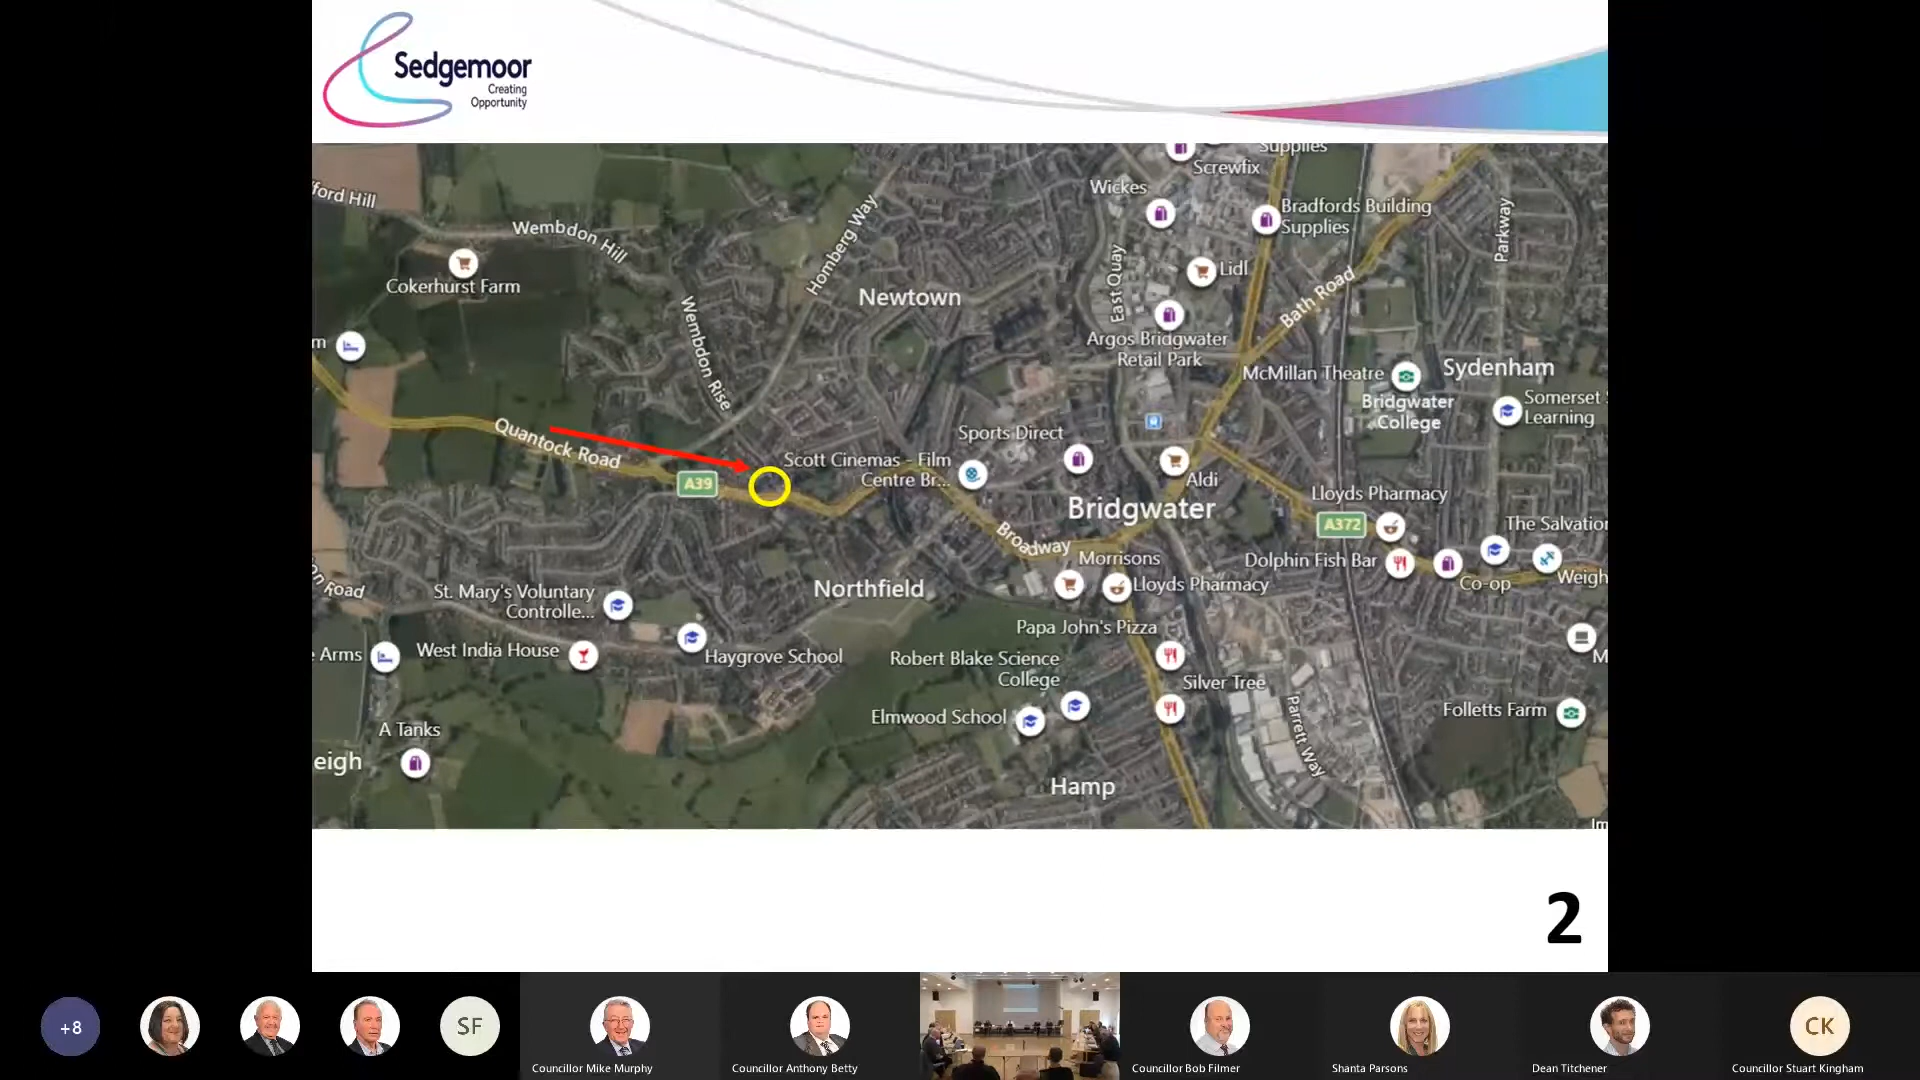 Sedgemoor
Creating
Opportunity
Supplies
Screwfix
ford Hill
Wickes
Bradfords Building
Supplies
Parkway
Wembdon Hill
Homberg Way
East Quay
Lidl
Cokerhurst Farm
Newtown
Bath Road
Wembdon Rise
m
Argos Bridgwater
Retail Park
McMillan Theatre
Sydenham
Bridgwater
College
Somerset
Learning
Quantock Road
Sports Direct
Scott Cinemas - Film
Centre Br...
A39
Aldi
Lloyds Pharmacy
Bridgwater
A372
The Salvation
Broadway
Morrisons
Dolphin Fish Bar
Co-op
Weigh
on Road
St. Mary's Voluntary
Controlle...
Northfield
Lloyds Pharmacy
Papa John's Pizza
Arms
West India House
Haygrove School
Robert Blake Science
College
Silver Tree
M
Elmwood School
Parrett Way
Folletts Farm
A Tanks
eigh
Hamp
Im
2
+8
SF
CK
Councillor Mike Murphy
Councillor Anthony Betty
Councillor Bob Filmer
Shanta Parsons
Dean Titchener
Councillor Stuart Kingham